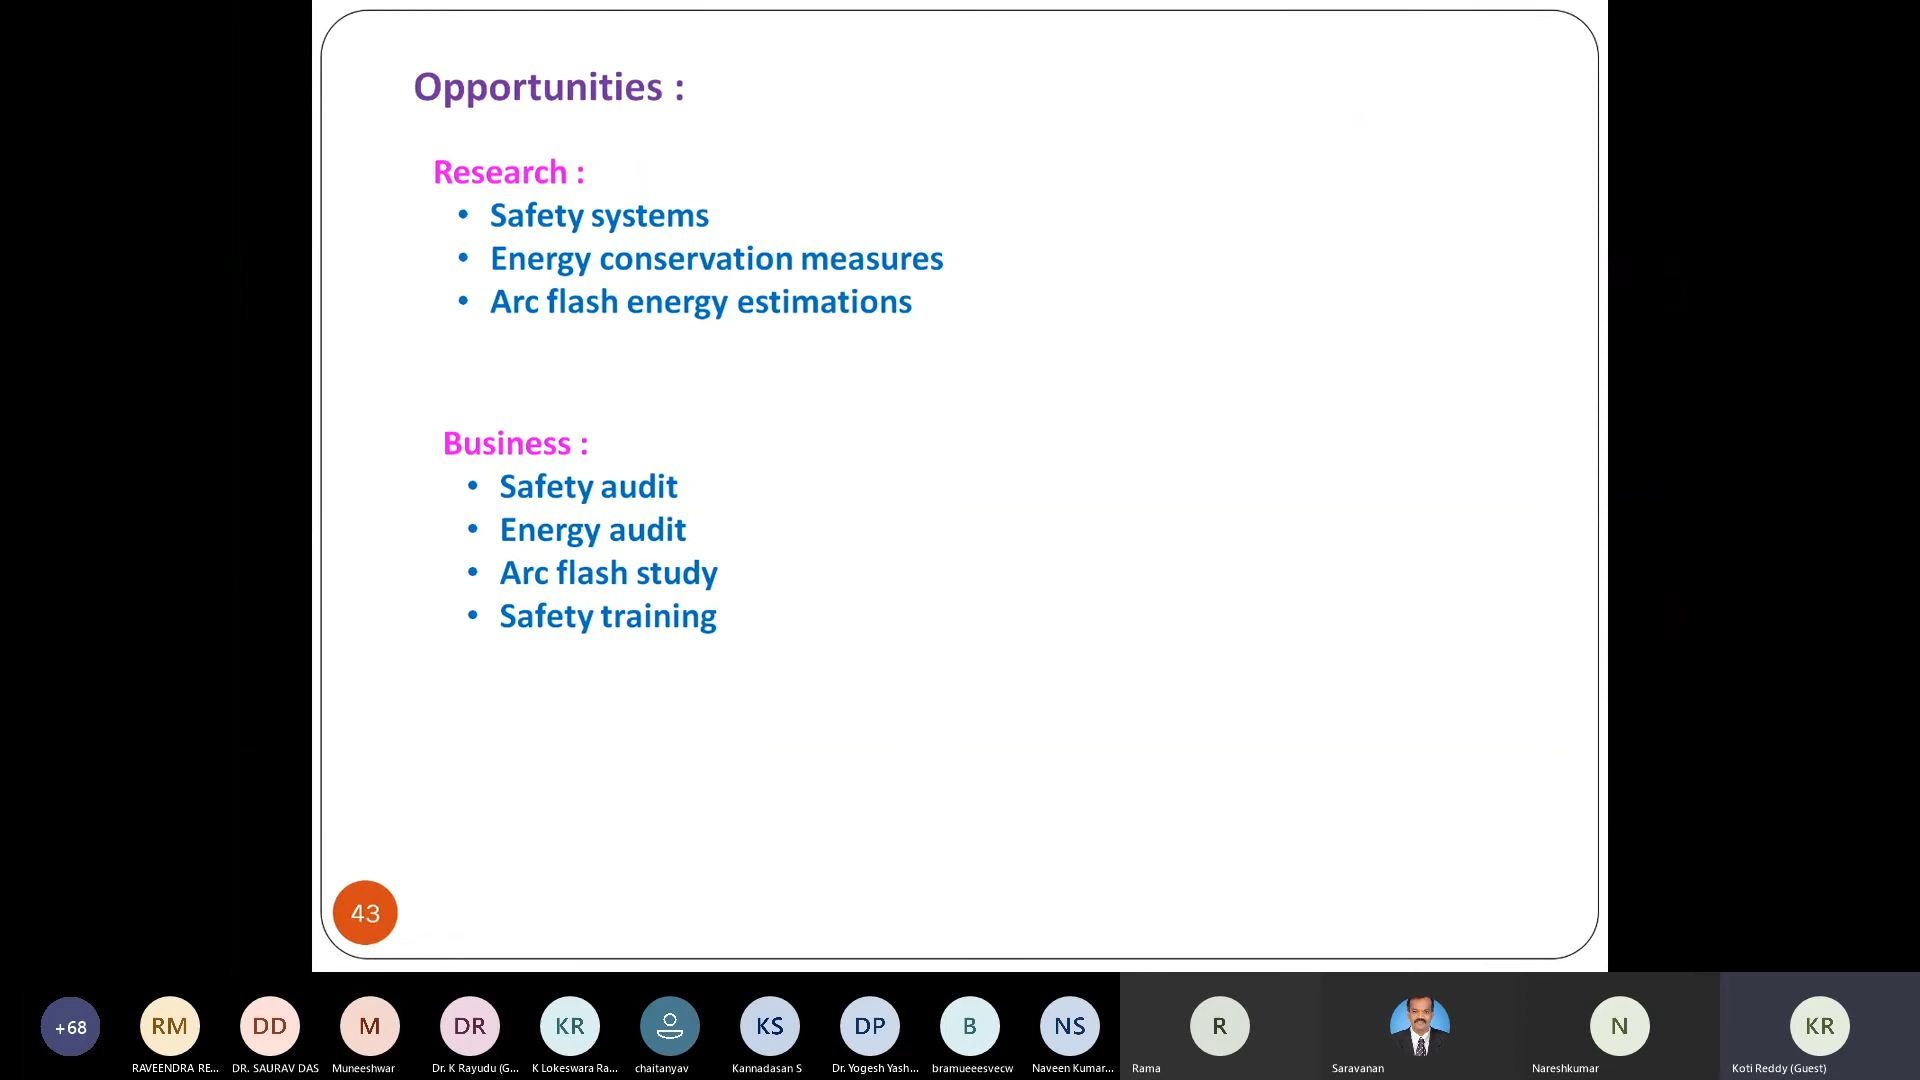 Opportunities :
Research :
• Safety systems
• Energy conservation measures
• Arc flash energy estimations
Business :
• Safety audit
• Energy audit
• Arc flash study
• Safety training
43
+68 RM DD M DR KR KS DP B NS R N KR
RAVEENDRA RE... DR. SAURAV DAS Muneeshwar Dr. K Rayudu (G... K Lokeswara Ra... chaitanyav Kannadasan S Dr. Yogesh Yash... bramueeesvecw Naveen Kumar... Rama Saravanan Nareshkumar Koti Reddy (Guest)